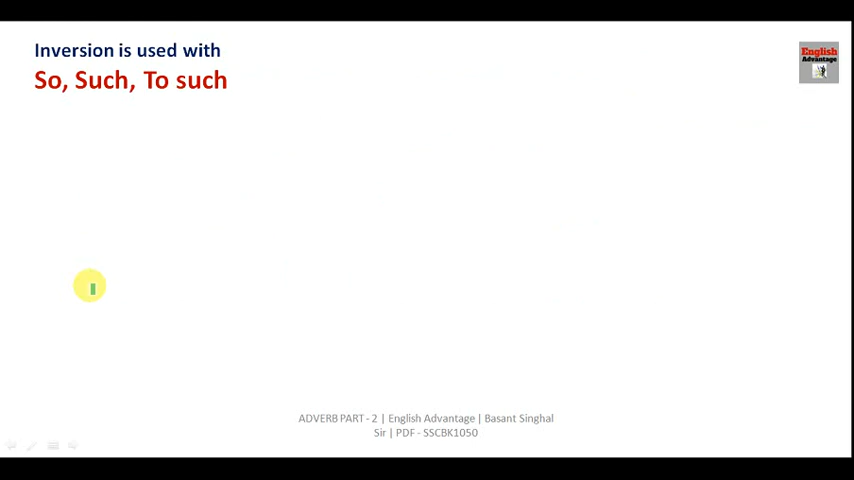 Inversion is used with
So, Such, To such
English
Advantage
ADVERB PART - 2 | English Advantage | Basant Singhal
Sir | PDF - SSCBK1050